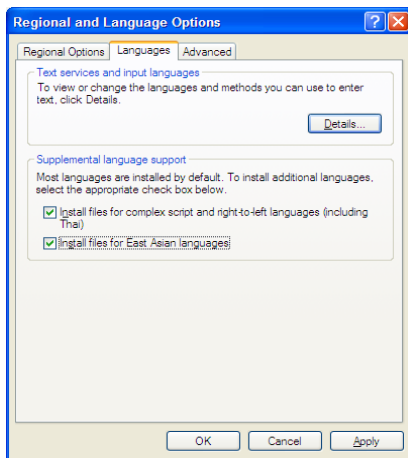 Regional and Language Options
Regional Options Languages Advanced
Text services and input languages
To view or change the languages and methods you can use to enter
text, click Details.
Details...
Supplemental language support
Most languages are installed by default. To install additional languages,
select the appropriate check box below.
Install files for complex script and right-to-left languages (including
Thai)
Install files for East Asian languages
OK Cancel Apply